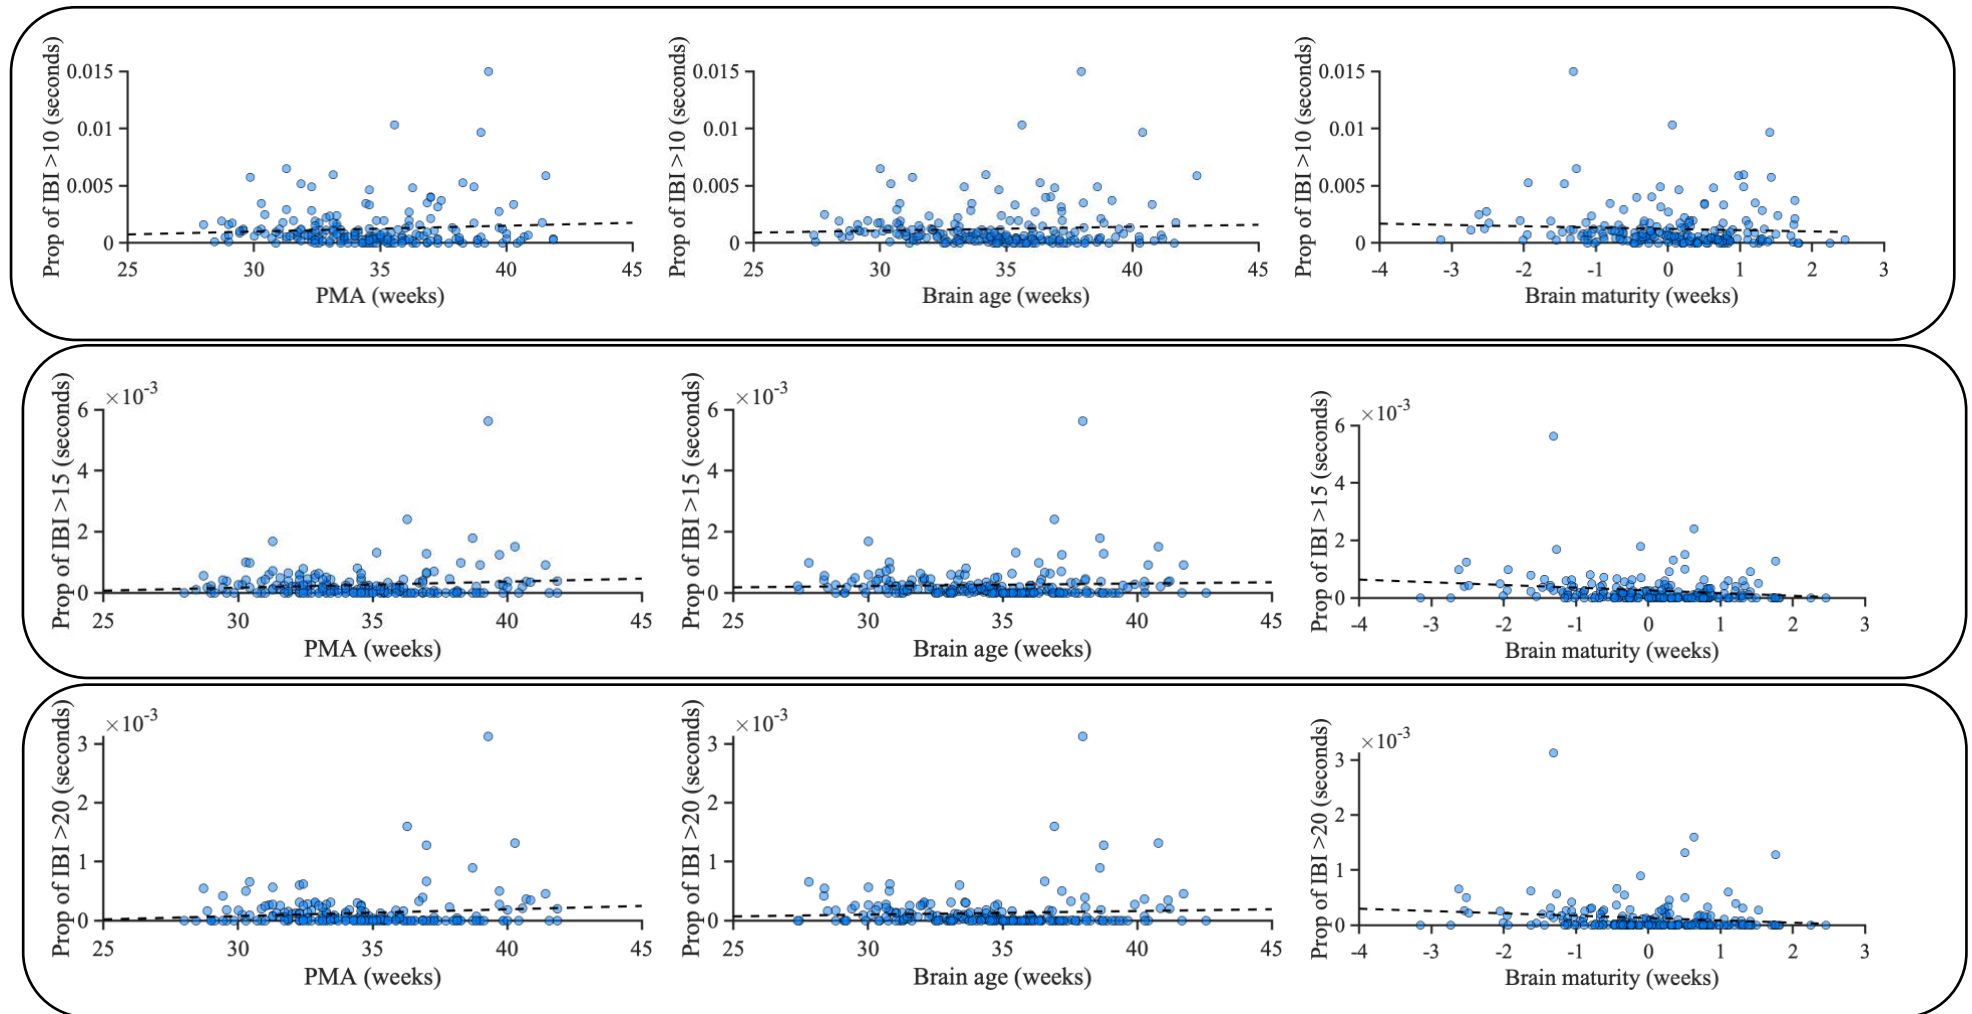 Prop of IBI >10 (seconds)
0.015
0.01
0.005
0
25 30 35 40 45
PMA (weeks)
Prop of IBI >10 (seconds)
0.015
0.01
0.005
0
25 30 35 40 45
Brain age (weeks)
Prop of IBI >10 (seconds)
0.015
0.01
0.005
0
-4 -3 -2 -1 0 1 2 3
Brain maturity (weeks)
Prop of IBI >15 (seconds)
×10-3
6
4
2
0
25 30 35 40 45
PMA (weeks)
Prop of IBI >15 (seconds)
×10-3
6
4
2
0
25 30 35 40 45
Brain age (weeks)
Prop of IBI >15 (seconds)
×10-3
6
4
2
0
-4 -3 -2 -1 0 1 2 3
Brain maturity (weeks)
Prop of IBI >20 (seconds)
×10-3
3
2
1
0
25 30 35 40 45
PMA (weeks)
Prop of IBI >20 (seconds)
×10-3
3
2
1
0
25 30 35 40 45
Brain age (weeks)
Prop of IBI >20 (seconds)
×10-3
3
2
1
0
-4 -3 -2 -1 0 1 2 3
Brain maturity (weeks)